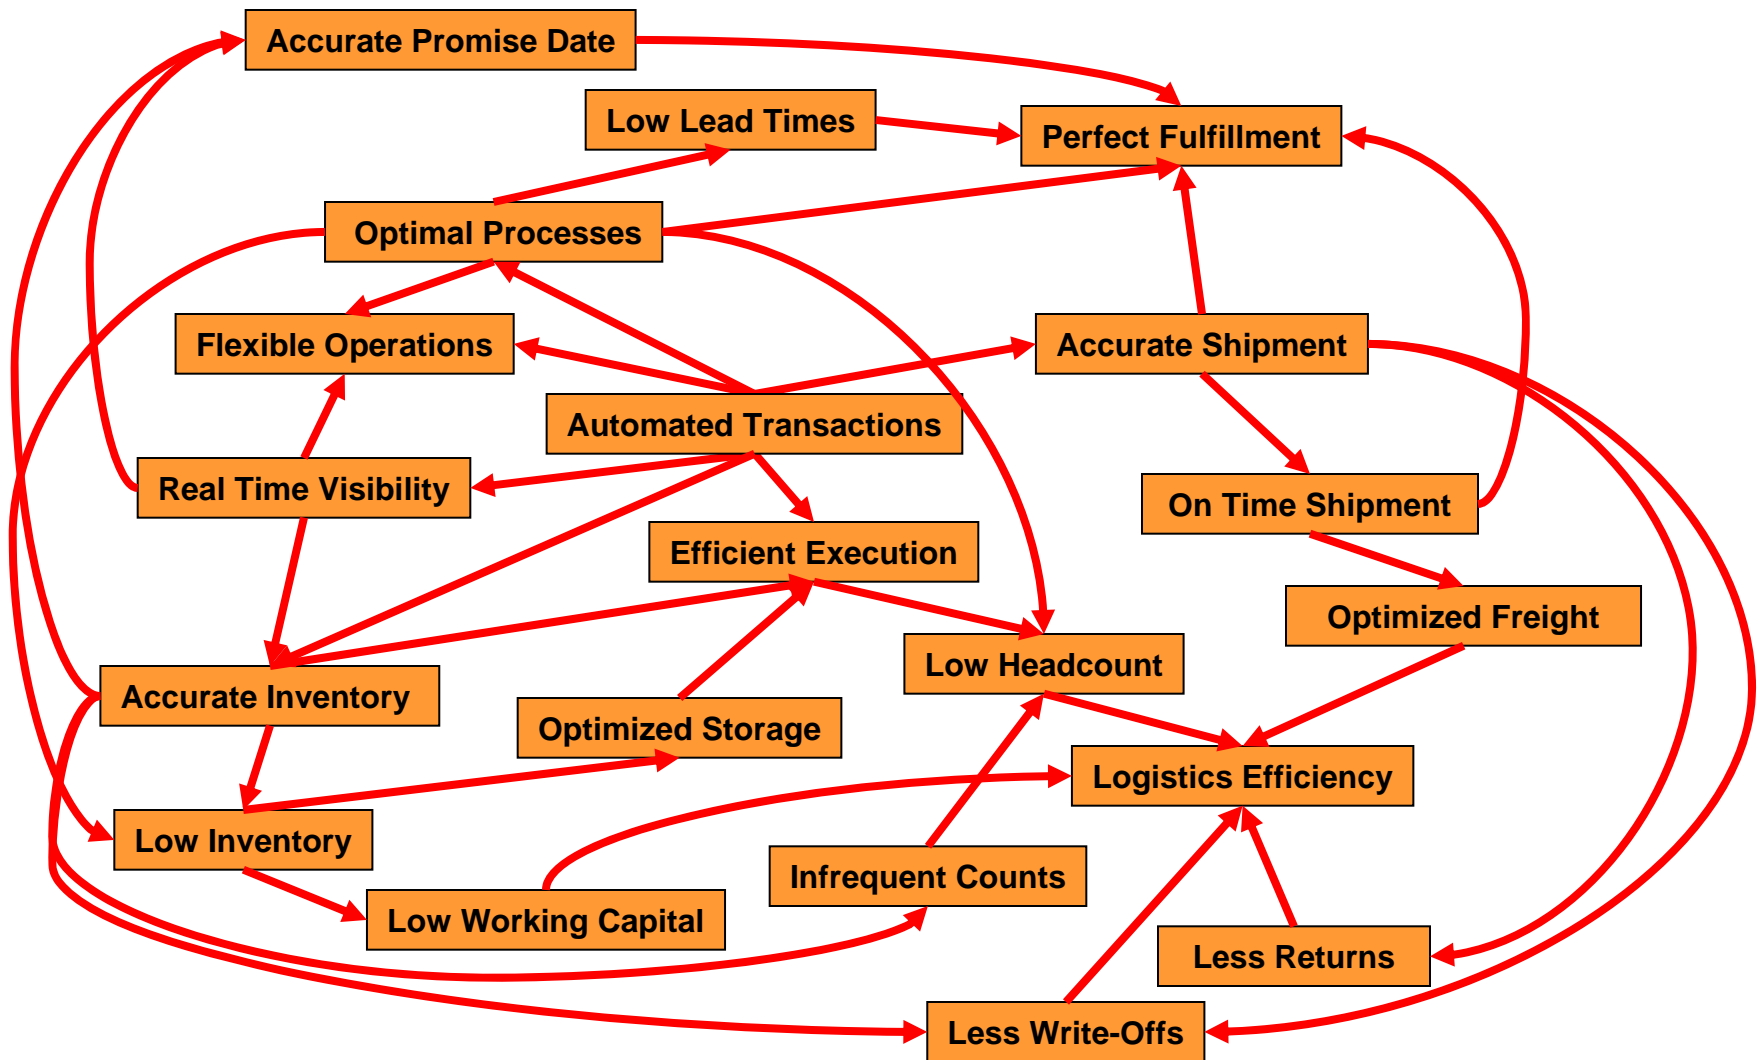 Accurate Promise Date
Low Lead Times
Perfect Fulfillment
Optimal Processes
Flexible Operations
Accurate Shipment
Automated Transactions
Real Time Visibility
On Time Shipment
Efficient Execution
Optimized Freight
Low Headcount
Accurate Inventory
Optimized Storage
Logistics Efficiency
Low Inventory
Infrequent Counts
Low Working Capital
Less Returns
Less Write-Offs